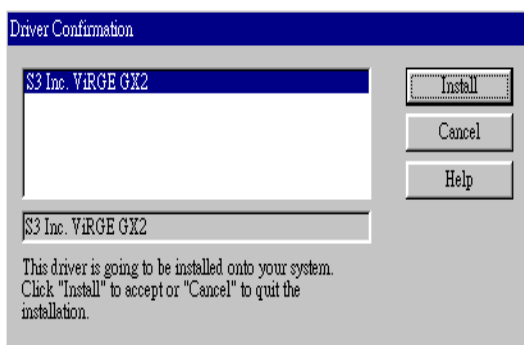 Driver Confirmation
S3 Inc. ViRGE GX2
Install
Cancel
Help
S3 Inc. ViRGE GX2
This driver is going to be installed onto your system.
Click "Install" to accept or "Cancel" to quit the
installation.